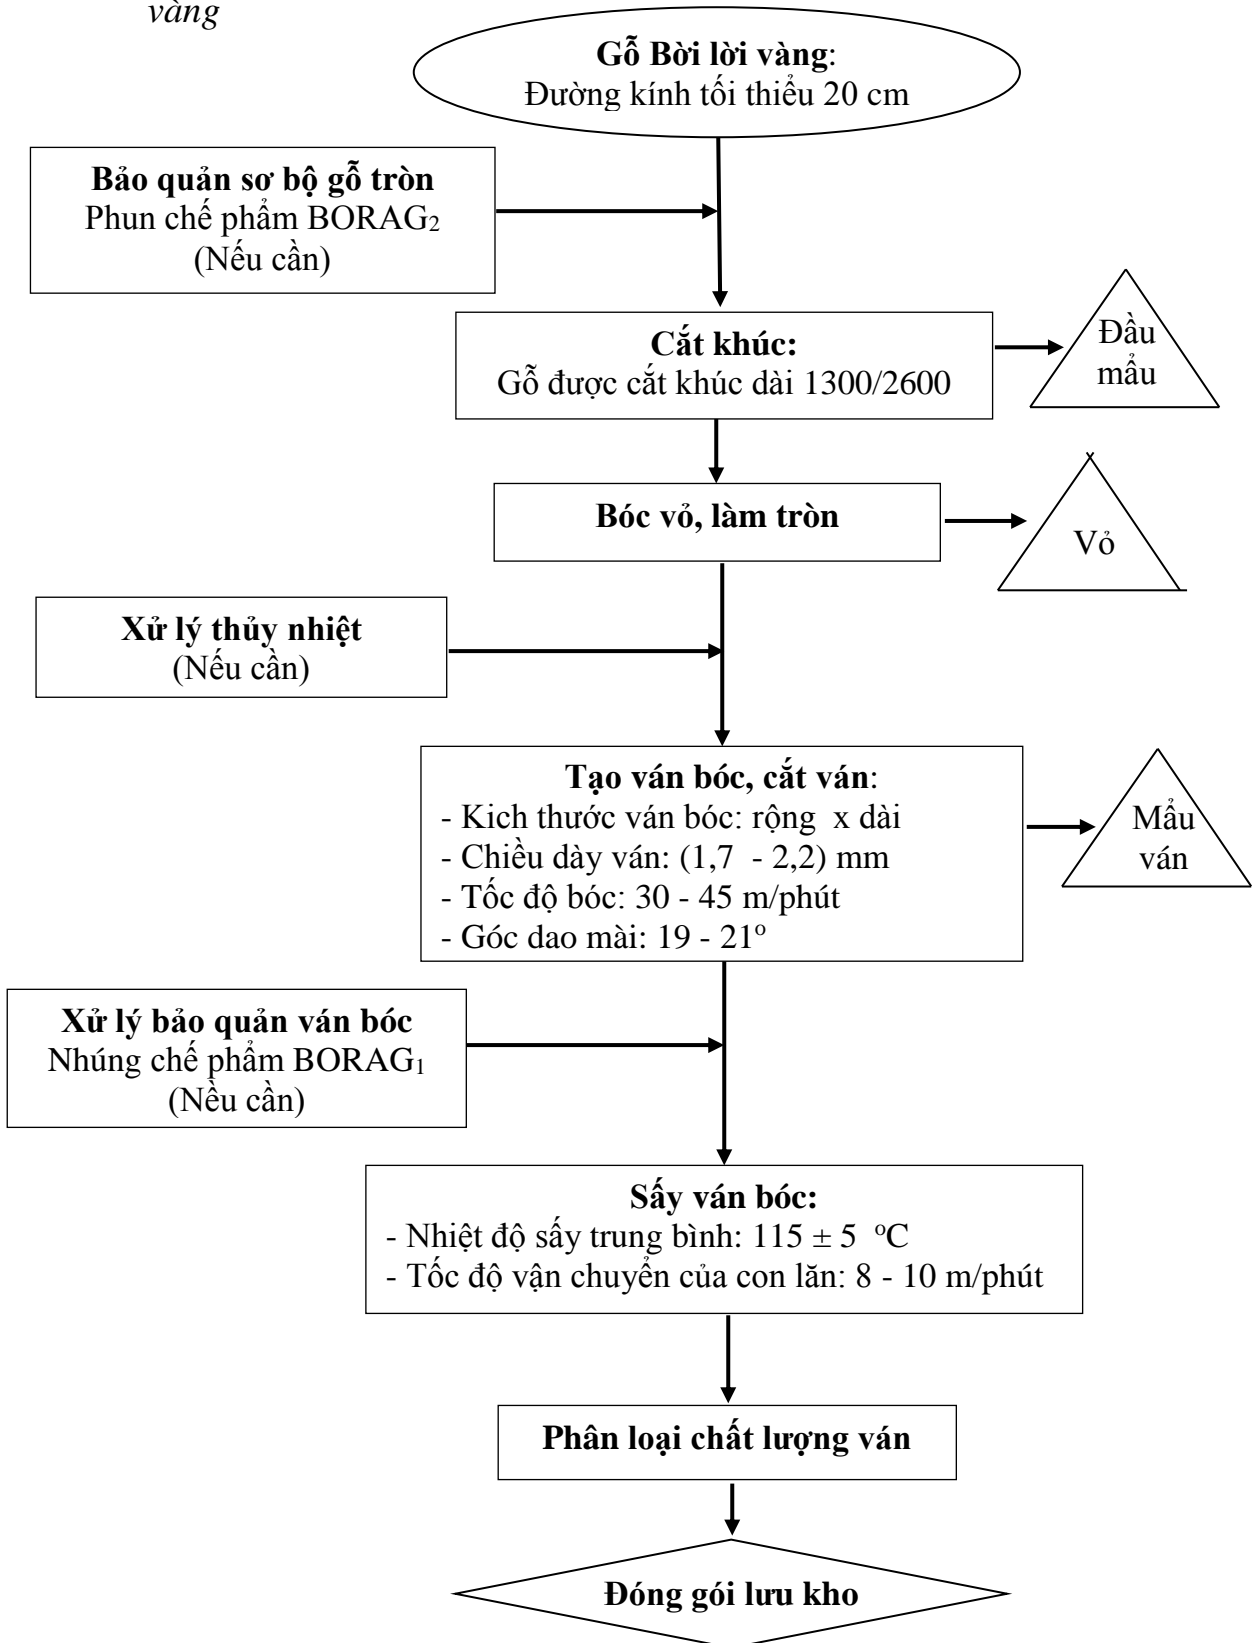 vàng
Gỗ Bời lời vàng:
Đường kính tối thiểu 20 cm
Bảo quản sơ bộ gỗ tròn
Phun chế phẩm BORAG₂
(Nếu cần)
Cắt khúc:
Gỗ được cắt khúc dài 1300/2600
Đầu
mẩu
Bóc vỏ, làm tròn
Vỏ
Xử lý thủy nhiệt
(Nếu cần)
Tạo ván bóc, cắt ván:
- Kich thước ván bóc: rộng x dài
- Chiều dày ván: (1,7 - 2,2) mm
- Tốc độ bóc: 30 - 45 m/phút
- Góc dao mài: 19 - 21º
Mẩu
ván
Xử lý bảo quản ván bóc
Nhúng chế phẩm BORAG₁
(Nều cần)
Sấy ván bóc:
- Nhiệt độ sấy trung bình: 115 ± 5 ºC
- Tốc độ vận chuyển của con lăn: 8 - 10 m/phút
Phân loại chất lượng ván
Đóng gói lưu kho